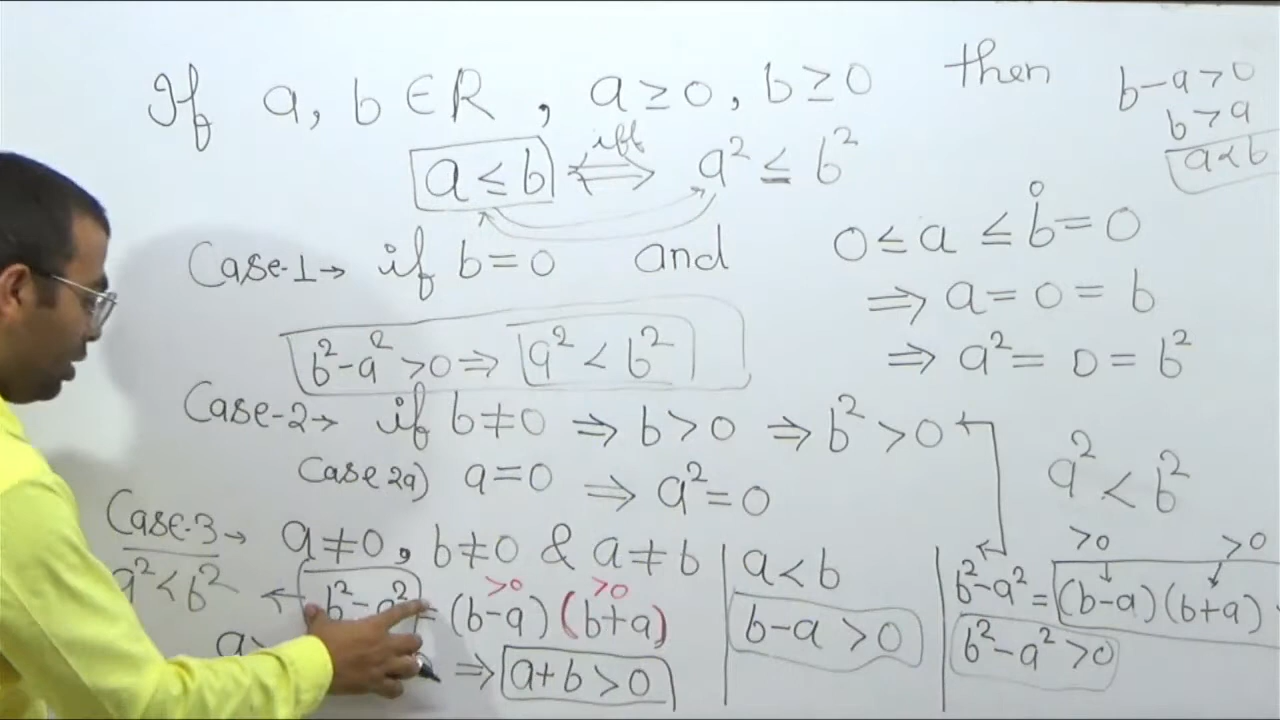 If a, b ∈ R, a ≥ 0, b ≥ 0 then
iff
a ≤ b ⟺ a² ≤ b²
b-a > 0
b > a
a < b
Case-1→ if b = 0 and
0 ≤ a ≤ b = 0
⇒ a = 0 = b
⇒ a² = 0 = b²
b²-a² > 0 ⇒ a² < b²
Case-2→ if b ≠ 0 ⇒ b > 0 ⇒ b² > 0
Case 2a) a = 0 ⇒ a² = 0
a² < b²
Case-3→ a ≠ 0, b ≠ 0 & a ≠ b
>0 >0
a² < b² ← b²-a² = (b-a) (b+a)
⇒ a+b > 0
a < b
b-a > 0
>0 >0
b²-a² = (b-a)(b+a)
b²-a² > 0